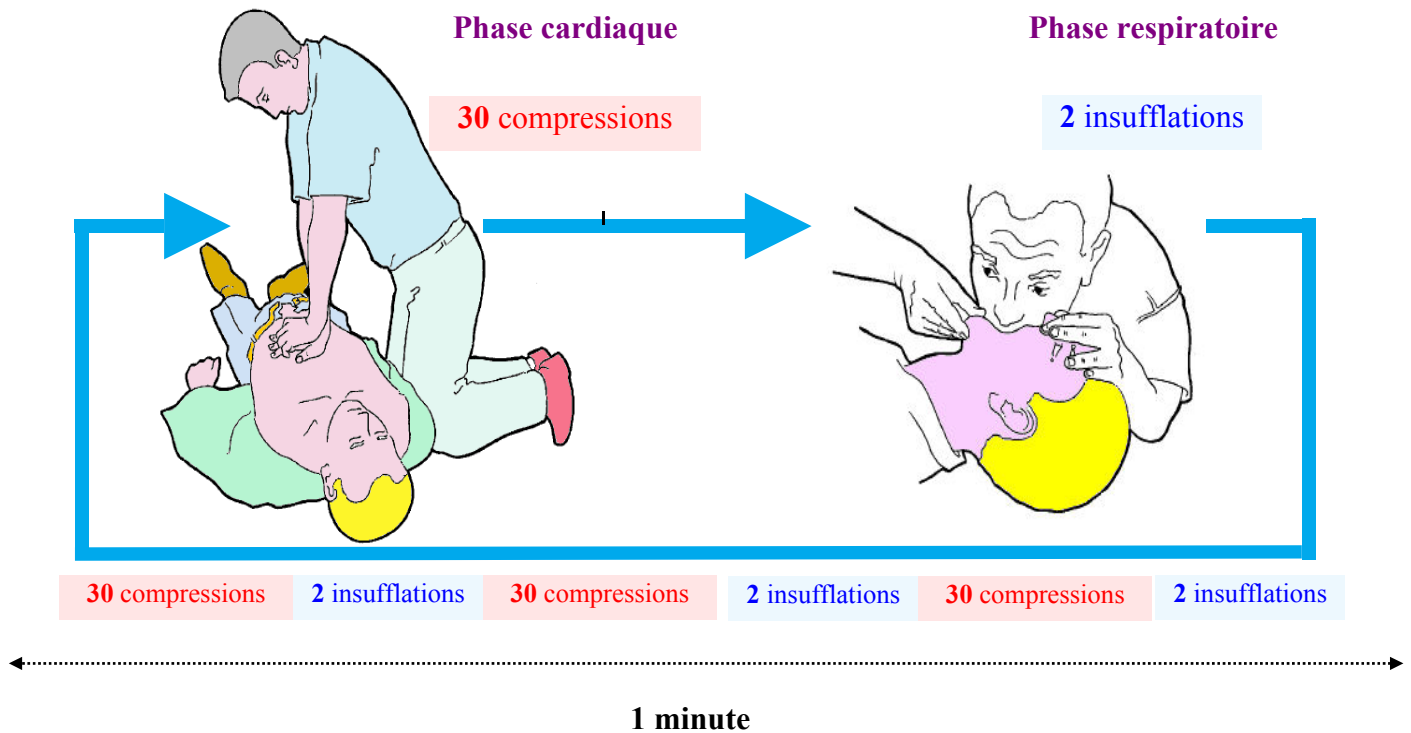 Phase cardiaque
Phase respiratoire
30 compressions
2 insufflations
30 compressions
2 insufflations
30 compressions
2 insufflations
30 compressions
2 insufflations
1 minute